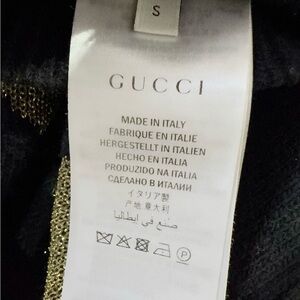 S
GUCCI
MADE IN ITALY
FABRIQUE EN ITALIE
HERGESTELLT IN ITALIEN
HECHO EN ITALIA
PRODUZIDO NA ITALIA
СДЕЛАНО В ИТАЛИИ
イタリア製
产地 意大利
صنع في ايطاليا
P